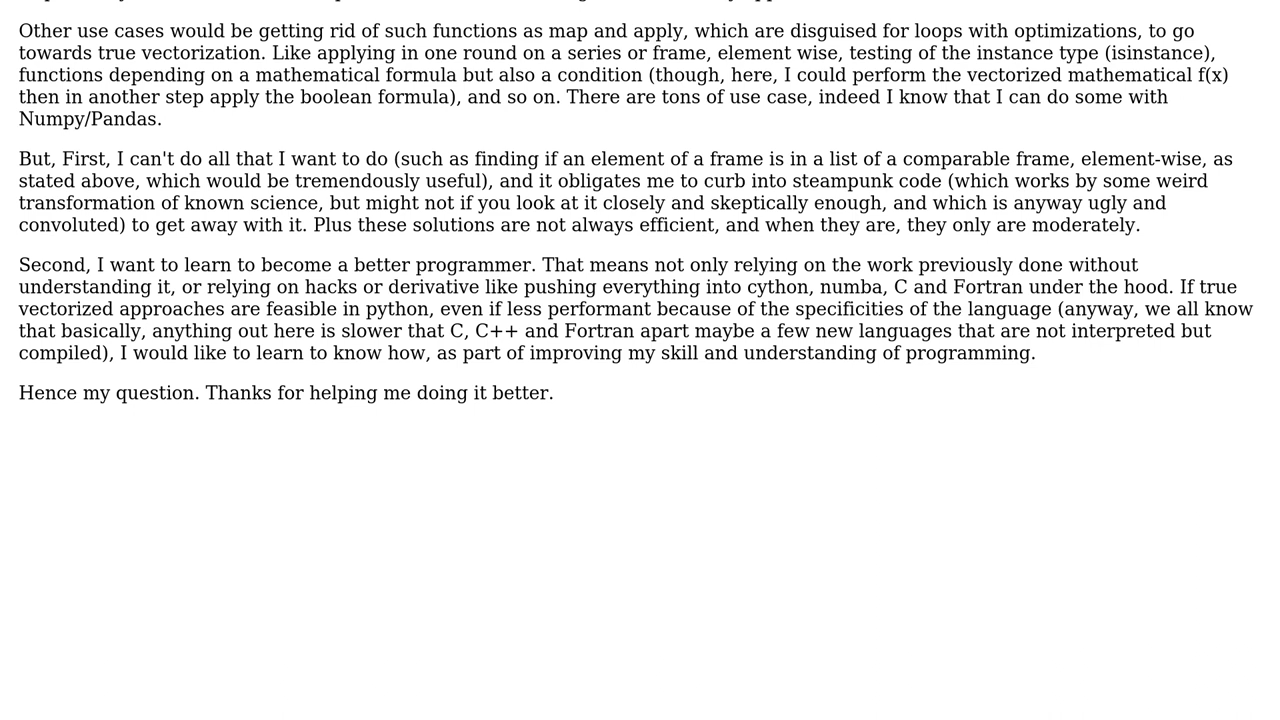 Other use cases would be getting rid of such functions as map and apply, which are disguised for loops with optimizations, to go
towards true vectorization. Like applying in one round on a series or frame, element wise, testing of the instance type (isinstance),
functions depending on a mathematical formula but also a condition (though, here, I could perform the vectorized mathematical f(x)
then in another step apply the boolean formula), and so on. There are tons of use case, indeed I know that I can do some with
Numpy/Pandas.
But, First, I can't do all that I want to do (such as finding if an element of a frame is in a list of a comparable frame, element-wise, as
stated above, which would be tremendously useful), and it obligates me to curb into steampunk code (which works by some weird
transformation of known science, but might not if you look at it closely and skeptically enough, and which is anyway ugly and
convoluted) to get away with it. Plus these solutions are not always efficient, and when they are, they only are moderately.
Second, I want to learn to become a better programmer. That means not only relying on the work previously done without
understanding it, or relying on hacks or derivative like pushing everything into cython, numba, C and Fortran under the hood. If true
vectorized approaches are feasible in python, even if less performant because of the specificities of the language (anyway, we all know
that basically, anything out here is slower that C, C++ and Fortran apart maybe a few new languages that are not interpreted but
compiled), I would like to learn to know how, as part of improving my skill and understanding of programming.
Hence my question. Thanks for helping me doing it better.